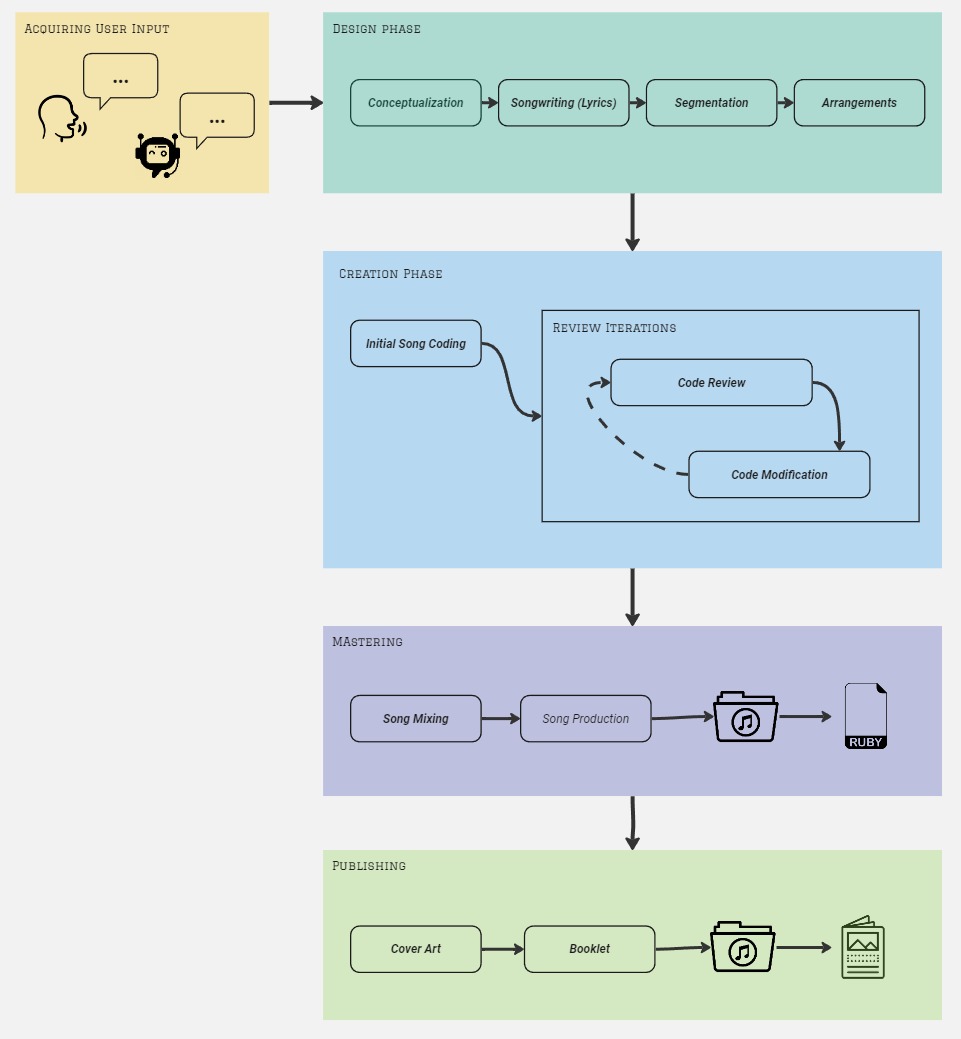 Acquiring User Input
...
...
Design phase
Conceptualization
Songwriting (Lyrics)
Segmentation
Arrangements
Creation Phase
Initial Song Coding
Review Iterations
Code Review
Code Modification
MAstering
Song Mixing
Song Production
RUBY
Publishing
Cover Art
Booklet